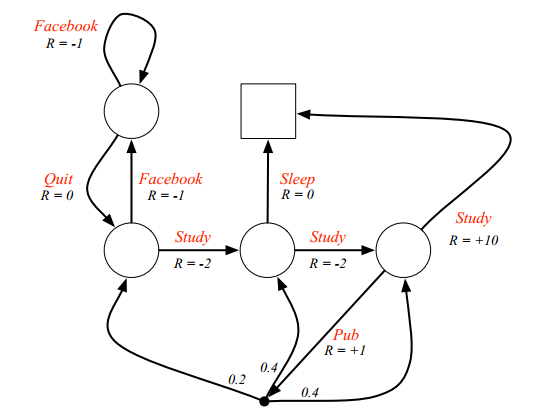 Facebook
R = -1
Quit
R = 0
Facebook
R = -1
Sleep
R = 0
Study
R = -2
Study
R = -2
Study
R = +10
Pub
R = +1
0.2
0.4
0.4